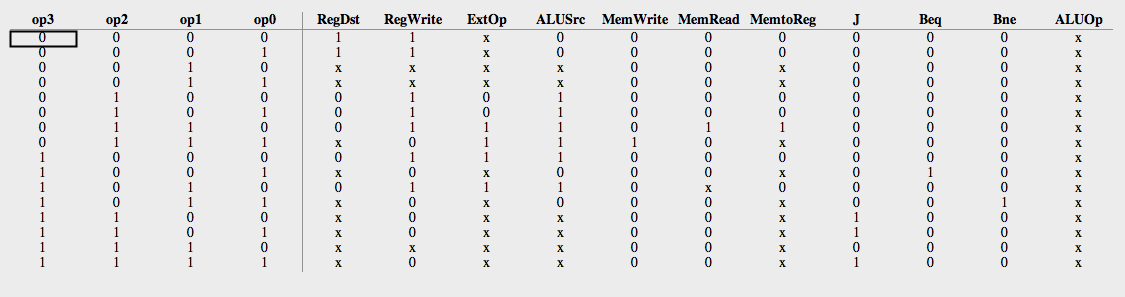 op3 op2 op1 op0 RegDst RegWrite ExtOp ALUSrc MemWrite MemRead MemtoReg J Beq Bne ALUOp
0 0 0 0 1 1 x 0 0 0 0 0 0 0 x
0 0 0 1 1 1 x 0 0 0 0 0 0 0 x
0 0 1 0 x x x x 0 0 x 0 0 0 x
0 0 1 1 x x x x 0 0 x 0 0 0 x
0 1 0 0 0 1 0 1 0 0 0 0 0 0 x
0 1 0 1 0 1 0 1 0 0 0 0 0 0 x
0 1 1 0 0 1 1 1 0 1 1 0 0 0 x
0 1 1 1 x 0 1 1 1 0 x 0 0 0 x
1 0 0 0 0 1 1 1 0 0 0 0 0 0 x
1 0 0 1 x 0 x 0 0 0 x 0 1 0 x
1 0 1 0 0 1 1 1 0 x 0 0 0 0 x
1 0 1 1 x 0 x 0 0 0 x 0 0 1 x
1 1 0 0 x 0 x x 0 0 x 1 0 0 x
1 1 0 1 x 0 x x 0 0 x 1 0 0 x
1 1 1 0 x x x x 0 0 x 0 0 0 x
1 1 1 1 x 0 x x 0 0 x 1 0 0 x